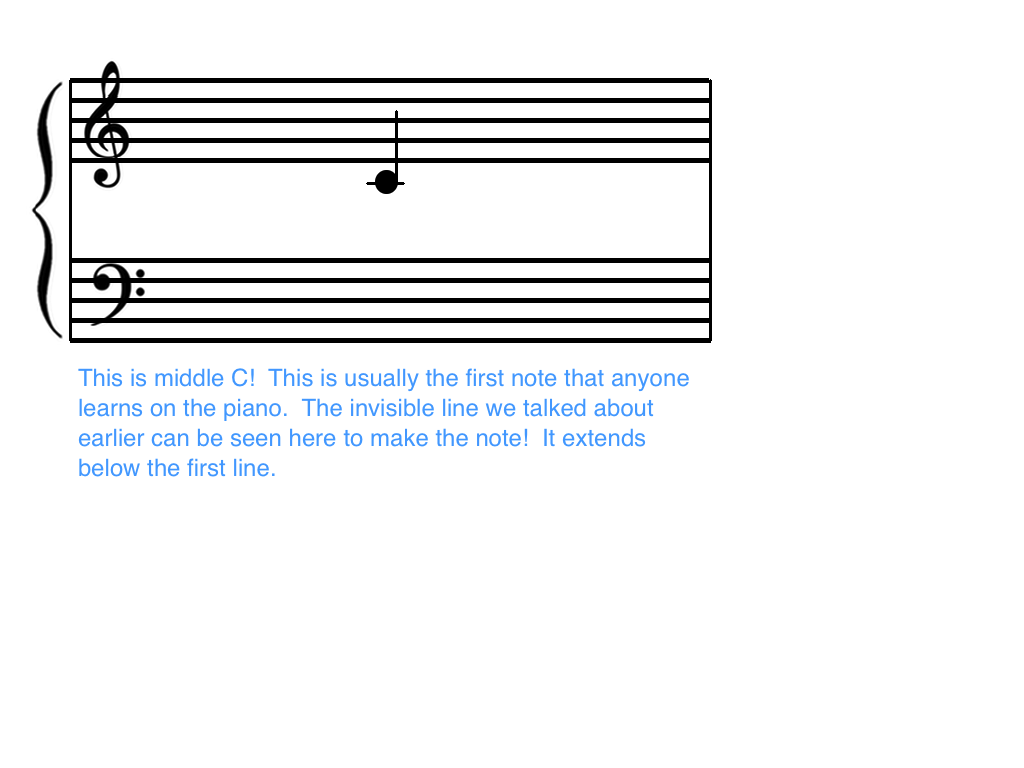 This is middle C!  This is usually the first note that anyone
learns on the piano.  The invisible line we talked about
earlier can be seen here to make the note!  It extends
below the first line.